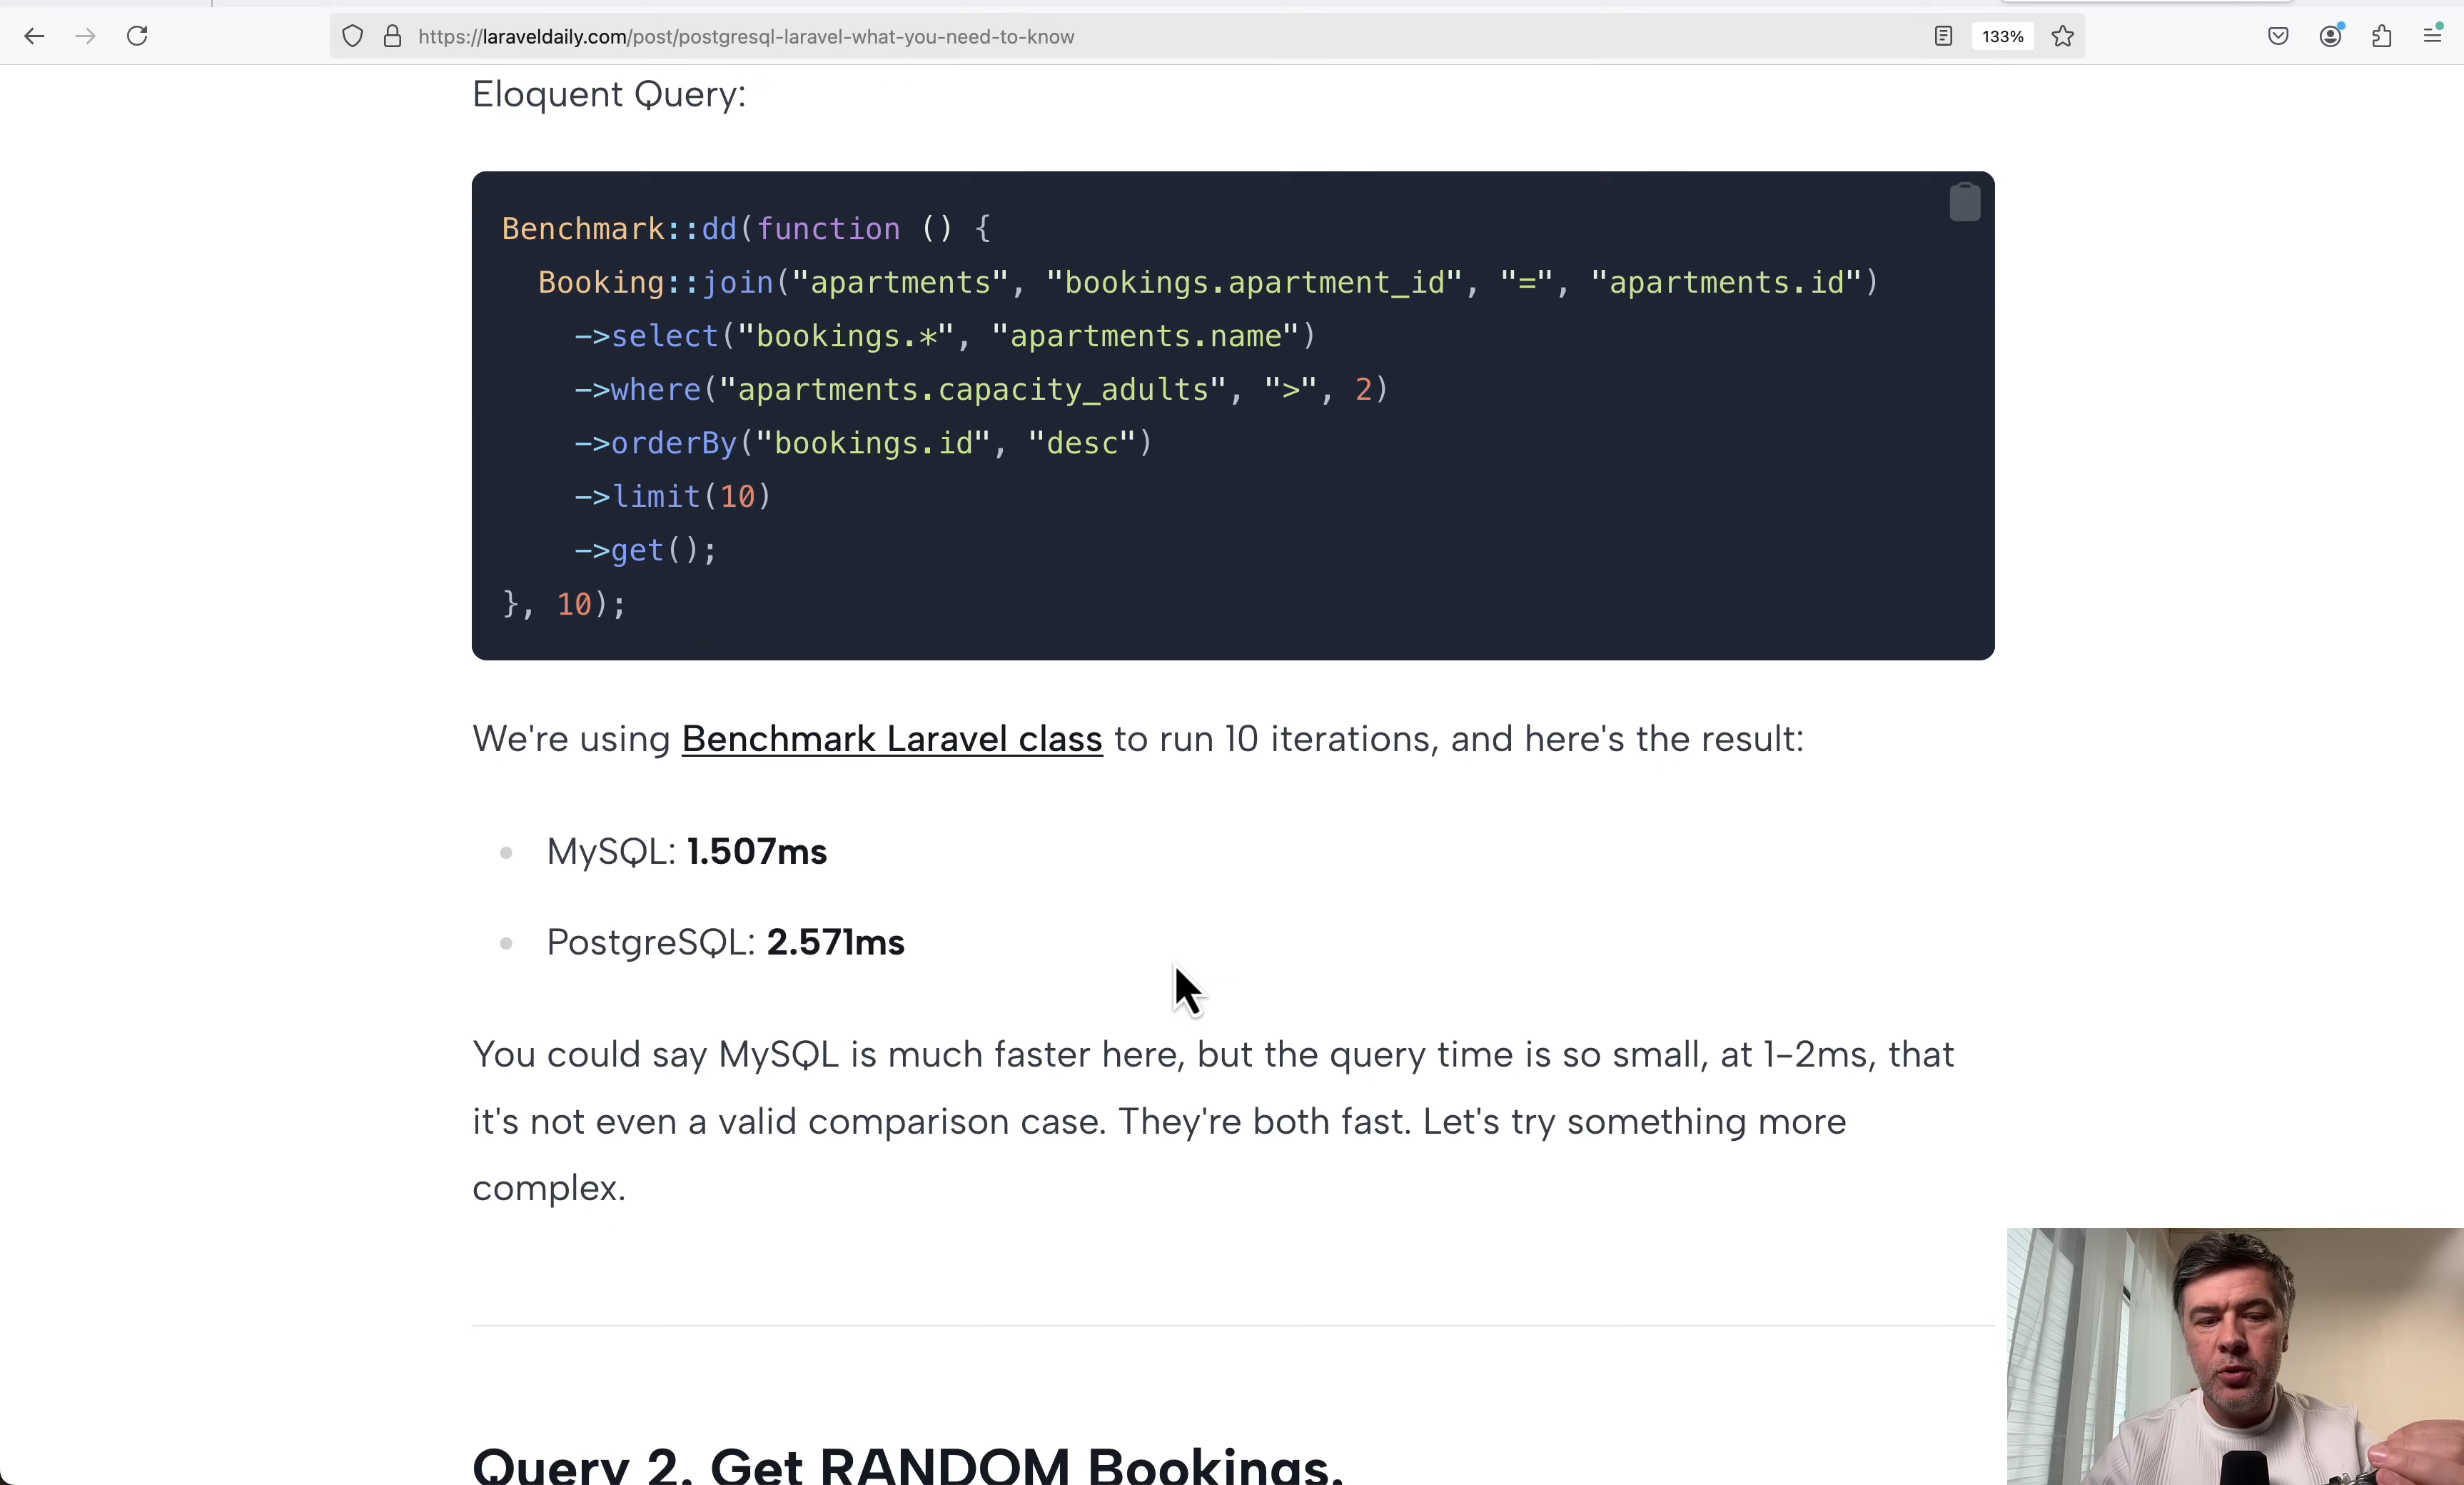 https://laraveldaily.com/post/postgresql-laravel-what-you-need-to-know
133%
Eloquent Query:
Benchmark::dd(function () {
  Booking::join("apartments", "bookings.apartment_id", "=", "apartments.id")
    ->select("bookings.*", "apartments.name")
    ->where("apartments.capacity_adults", ">", 2)
    ->orderBy("bookings.id", "desc")
    ->limit(10)
    ->get();
}, 10);
We're using Benchmark Laravel class to run 10 iterations, and here's the result:
MySQL: 1.507ms
PostgreSQL: 2.571ms
You could say MySQL is much faster here, but the query time is so small, at 1-2ms, that
it's not even a valid comparison case. They're both fast. Let's try something more
complex.
Query 2. Get RANDOM Bookings.